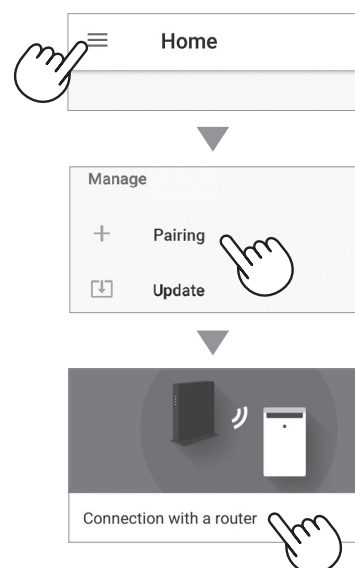 Home
Manage
Pairing
Update
Connection with a router